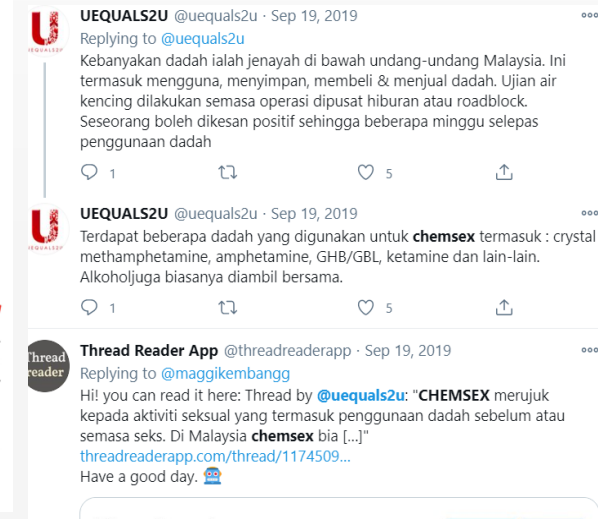 UEQUALS2U @uequals2u · Sep 19, 2019
Replying to @uequals2u
Kebanyakan dadah ialah jenayah di bawah undang-undang Malaysia. Ini
termasuk mengguna, menyimpan, membeli & menjual dadah. Ujian air
kencing dilakukan semasa operasi dipusat hiburan atau roadblock.
Seseorang boleh dikesan positif sehingga beberapa minggu selepas
penggunaan dadah
1 5
UEQUALS2U @uequals2u · Sep 19, 2019
Terdapat beberapa dadah yang digunakan untuk chemsex termasuk : crystal
methamphetamine, amphetamine, GHB/GBL, ketamine dan lain-lain.
Alkoholjuga biasanya diambil bersama.
1 5
Thread
reader
Thread Reader App @threadreaderapp · Sep 19, 2019
Replying to @maggikembangg
Hi! you can read it here: Thread by @uequals2u: "CHEMSEX merujuk
kepada aktiviti seksual yang termasuk penggunaan dadah sebelum atau
semasa seks. Di Malaysia chemsex bia [...]"
threadreaderapp.com/thread/1174509...
Have a good day.